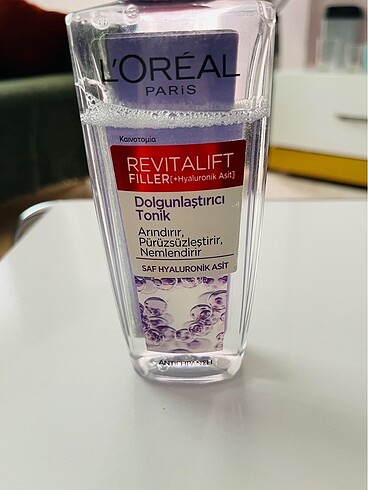 L'ORÉAL
PARIS
Καινοτομία
REVITALIFT
FILLER[+Hyaluronik Asit]
Dolgunlaştırıcı
Tonik
Arındırır,
Pürüzsüzleştirir,
Nemlendirir
SAF HYALURONİK ASİT